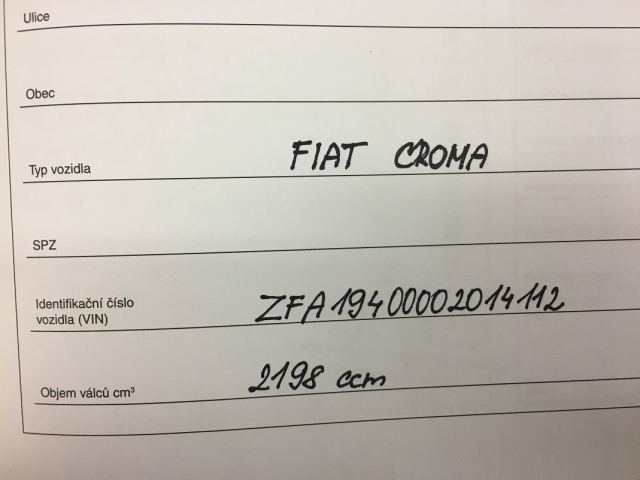 Ulice
Obec
Typ vozidla FIAT CROMA
SPZ
Identifikační číslo
vozidla (VIN) ZFA19400002014112
Objem válců cm³ 2198 ccm